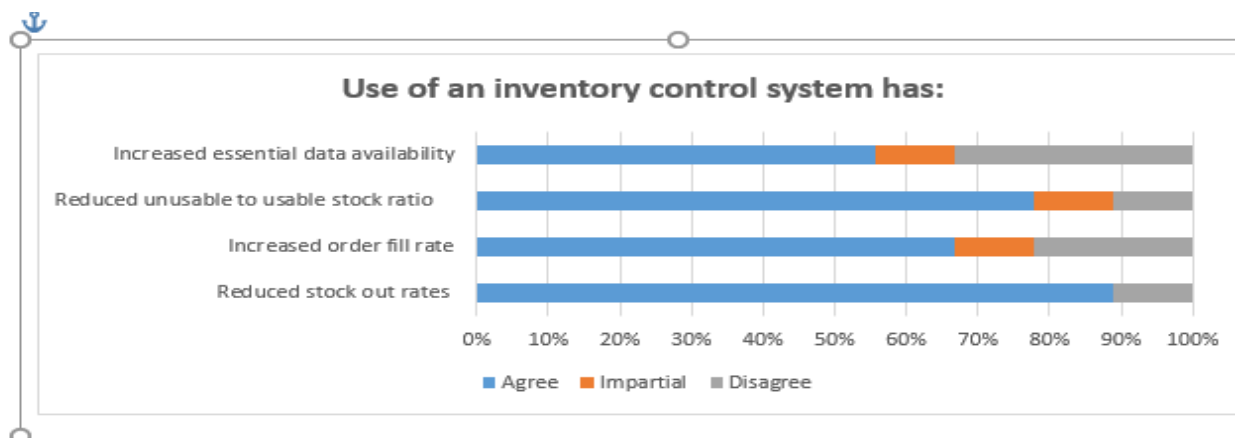 Use of an inventory control system has:
Increased essential data availability
Reduced unusable to usable stock ratio
Increased order fill rate
Reduced stock out rates
0% 10% 20% 30% 40% 50% 60% 70% 80% 90% 100%
Agree Impartial Disagree